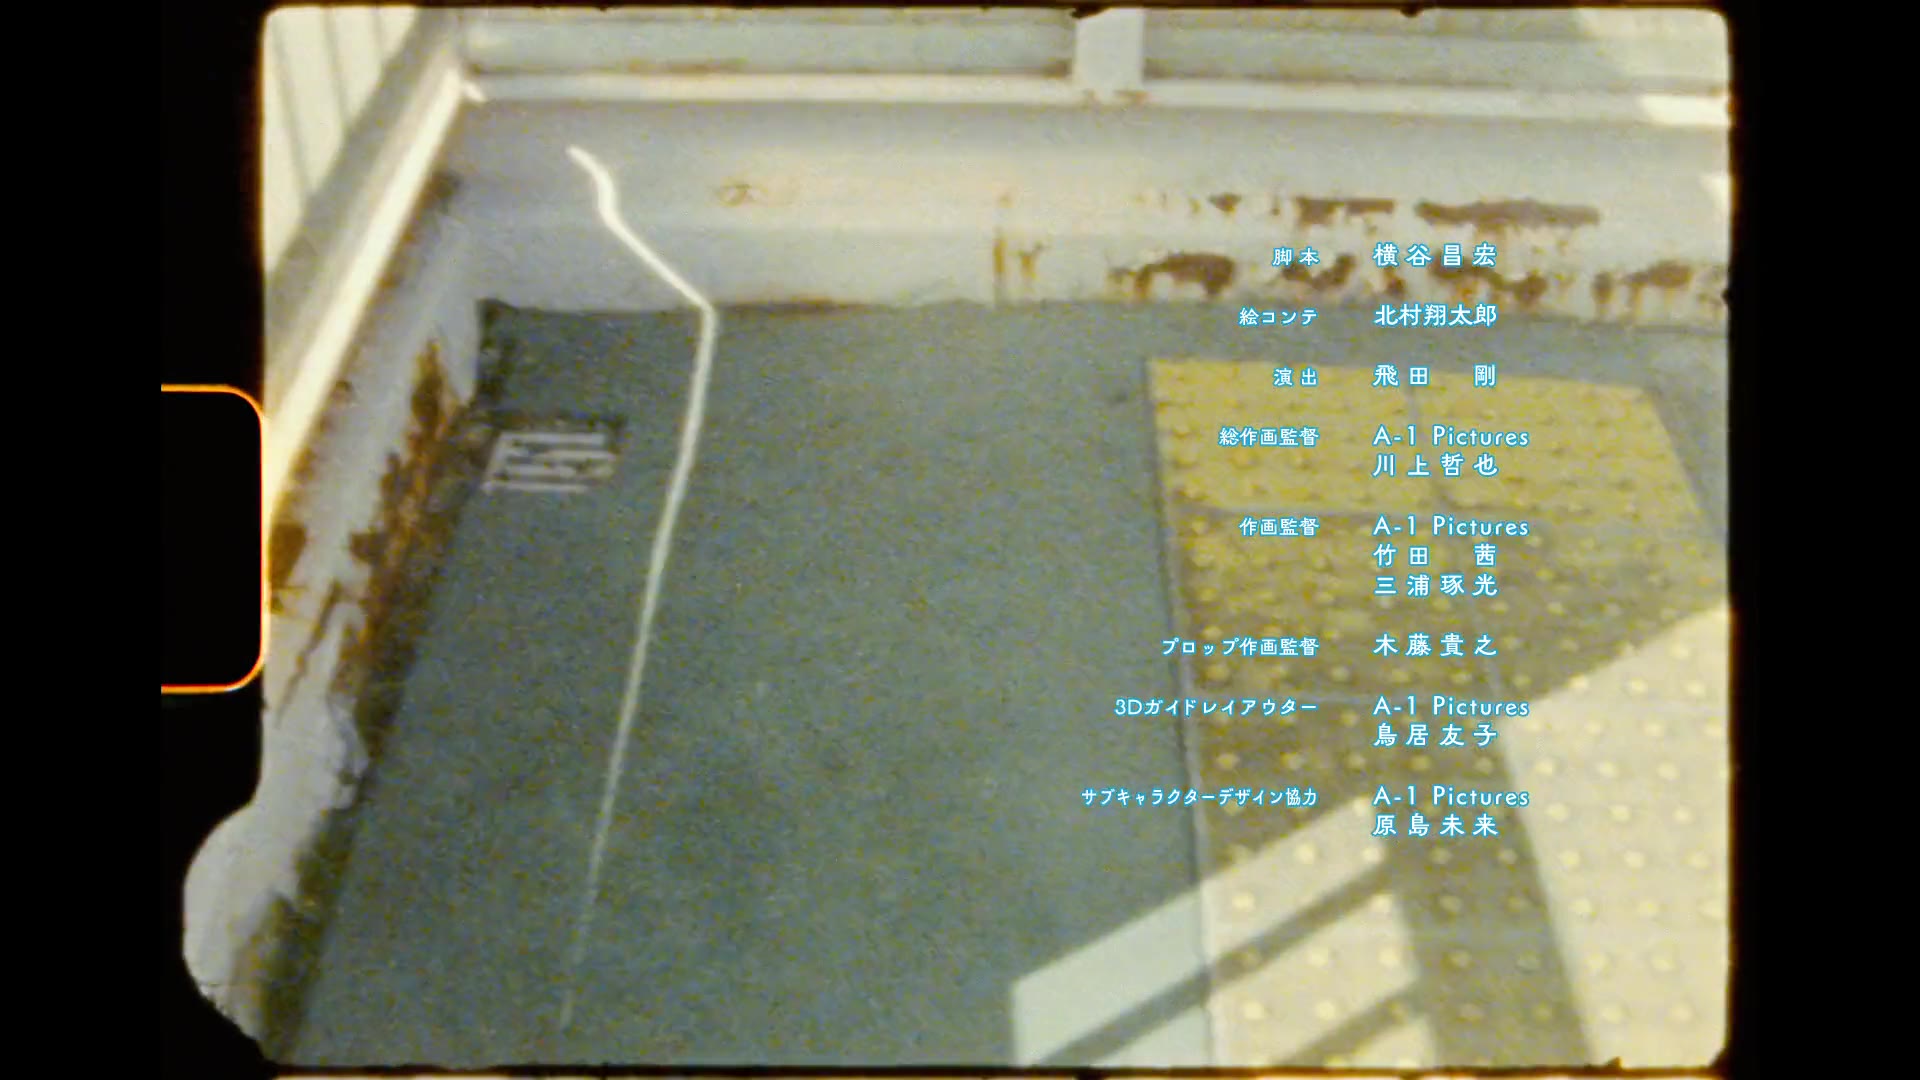 脚本 横谷昌宏
絵コンテ 北村翔太郎
演出 飛田 剛
総作画監督 A-1 Pictures
川上哲也
作画監督 A-1 Pictures
竹田 茜
三浦琢光
プロップ作画監督 木藤貴之
3Dガイドレイアウター A-1 Pictures
鳥居友子
サブキャラクターデザイン協力 A-1 Pictures
原島未来